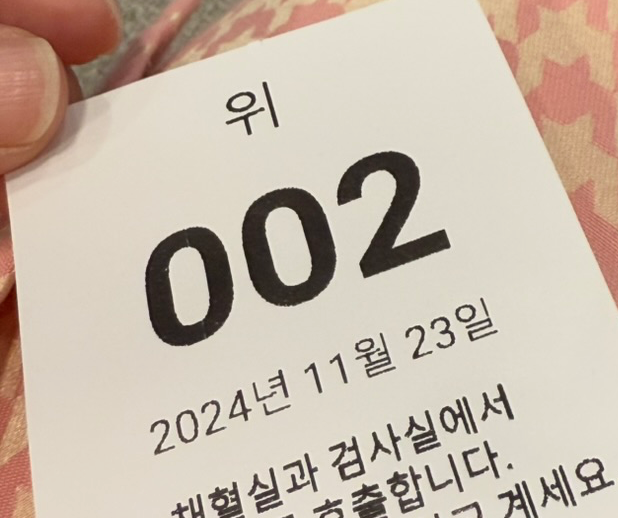 위
002
2024년 11월 23일
채혈실과 검사실에서
호출합니다.
계세요